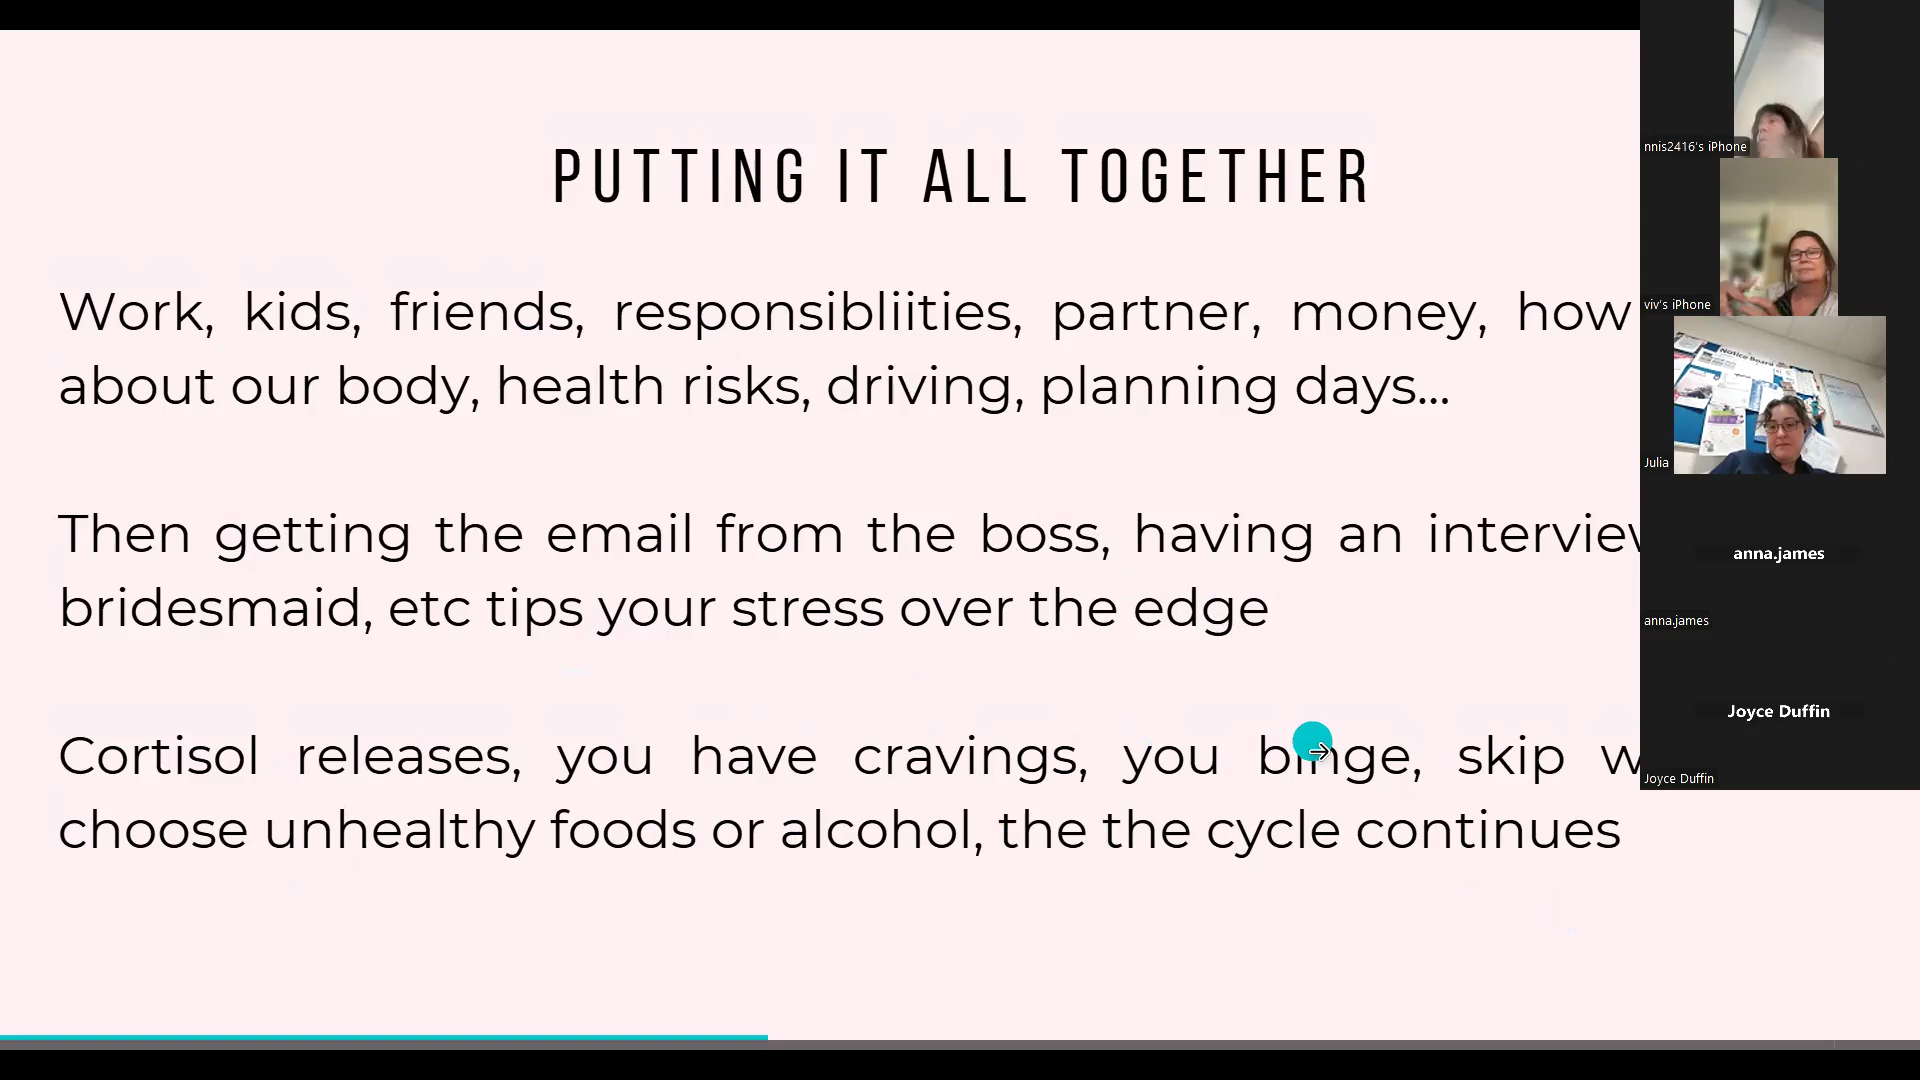 PUTTING IT ALL TOGETHER
Work, kids, friends, responsibliities, partner, money, how
about our body, health risks, driving, planning days...
Then getting the email from the boss, having an
bridesmaid, etc tips your stress over the edge
Cortisol releases, you have cravings, you binge, skip
choose unhealthy foods or alcohol, the the cycle continues
nnis2416's iPhone
viv's iPhone
Notice Board
Julia
anna.james
anna.james
Joyce Duffin
Joyce Duffin